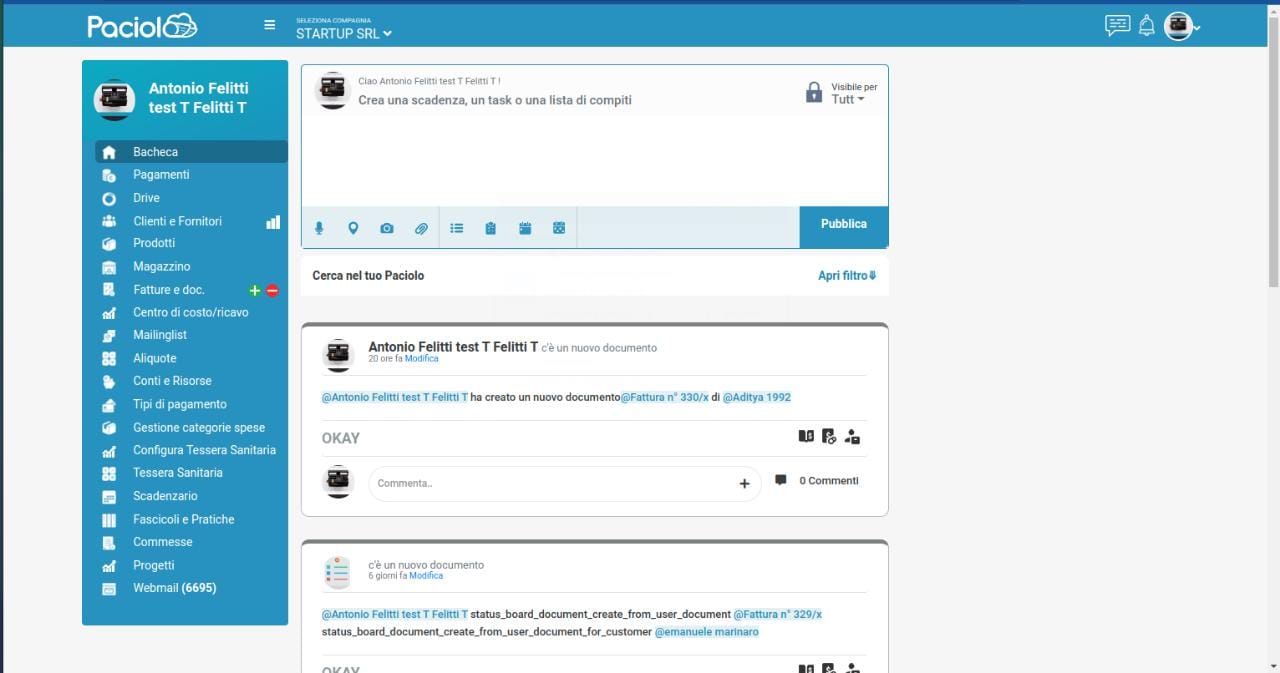 Paciolo
SELEZIONA COMPAGNIA
STARTUP SRL
Antonio Felitti
test T Felitti T
Bacheca
Pagamenti
Drive
Clienti e Fornitori
Prodotti
Magazzino
Fatture e doc.
Centro di costo/ricavo
Mailinglist
Aliquote
Conti e Risorse
Tipi di pagamento
Gestione categorie spese
Configura Tessera Sanitaria
Tessera Sanitaria
Scadenzario
Fascicoli e Pratiche
Commesse
Progetti
Webmail (6695)
Ciao Antonio Felitti test T Felitti T !
Crea una scadenza, un task o una lista di compiti
Visibile per
Tutt
Pubblica
Cerca nel tuo Paciolo
Apri filtro⇟
Antonio Felitti test T Felitti T c'è un nuovo documento
20 ore fa Modifica
@Antonio Felitti test T Felitti T ha creato un nuovo documento@Fattura n° 330/x di @Aditya 1992
OKAY
Commenta..
0 Commenti
c'è un nuovo documento
6 giorni fa Modifica
@Antonio Felitti test T Felitti T status_board_document_create_from_user_document @Fattura n° 329/x
status_board_document_create_from_user_document_for_customer @emanuele marinaro
OKAY